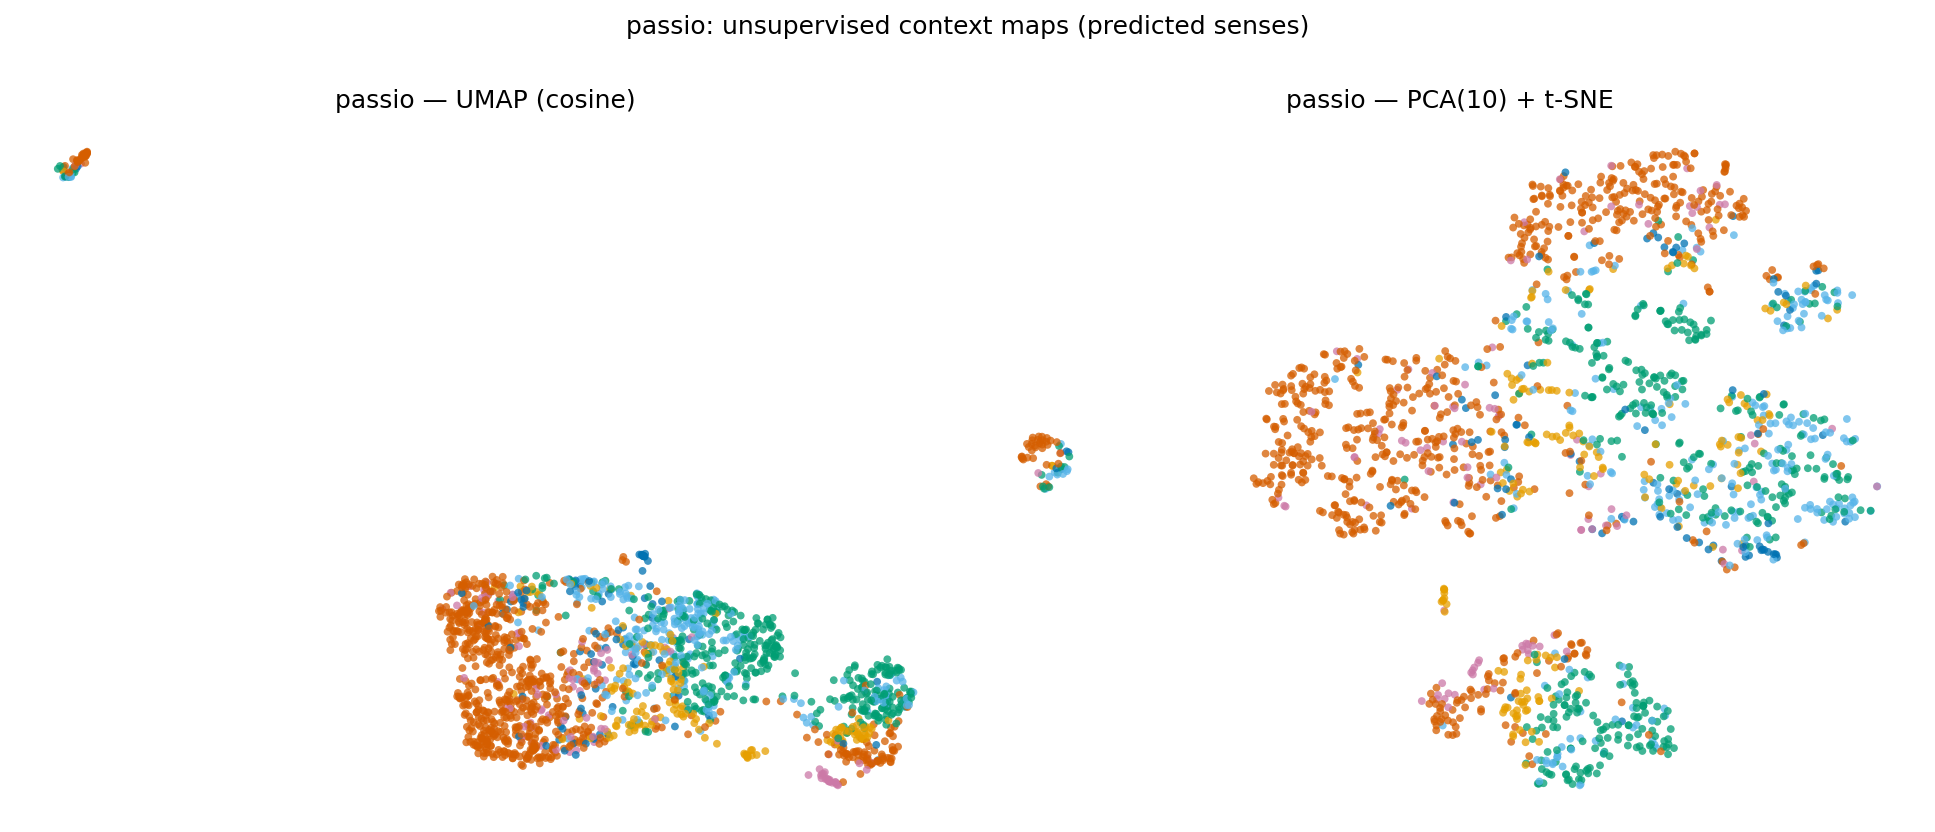 passio: unsupervised context maps (predicted senses)
passio — UMAP (cosine)
passio — PCA(10) + t-SNE